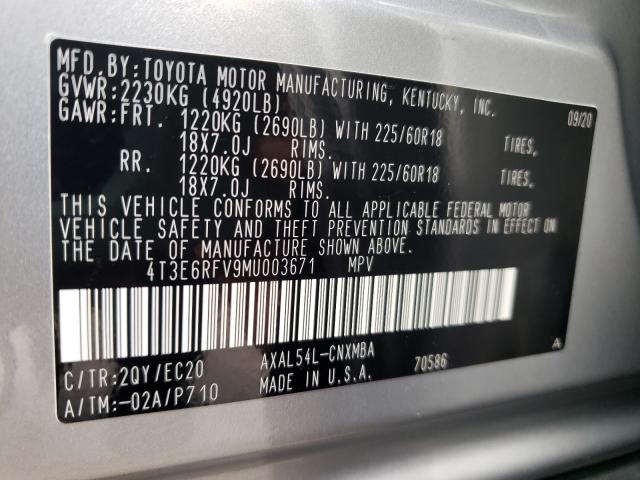 MFD. BY: TOYOTA MOTOR MANUFACTURING, KENTUCKY, INC.
GVWR: 2230KG (4920LB) 09/20
GAWR: FRT. 1220KG (2690LB) WITH 225/60R18 TIRES,
18X7.0J RIMS.
RR. 1220KG (2690LB) WITH 225/60R18 TIRES,
18X7.0J RIMS.
THIS VEHICLE CONFORMS TO ALL APPLICABLE FEDERAL MOTOR
VEHICLE SAFETY AND THEFT PREVENTION STANDARDS IN EFFECT ON
THE DATE OF MANUFACTURE SHOWN ABOVE.
4T3E6RFV9MU003671 MPV
C/TR:2QY/EC20 AXAL54L-CNXMBA 70586 A
A/TM:-02A/P710 MADE IN U.S.A.